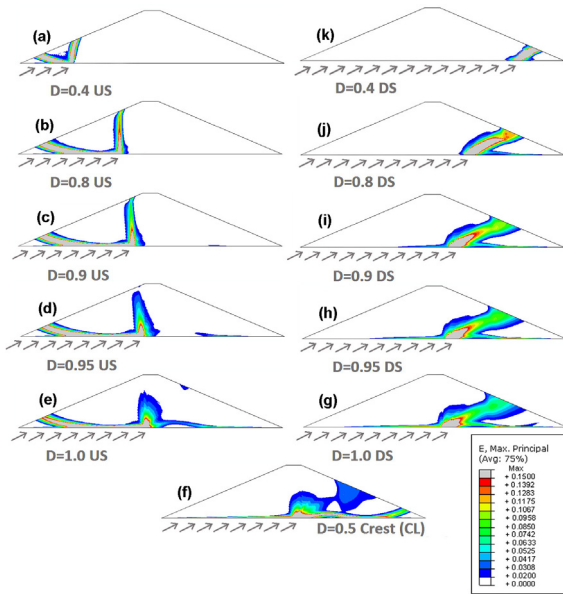 (a)
D=0.4 US
(k)
D=0.4 DS
(b)
D=0.8 US
(j)
D=0.8 DS
(c)
D=0.9 US
(i)
D=0.9 DS
(d)
D=0.95 US
(h)
D=0.95 DS
(e)
D=1.0 US
(g)
D=1.0 DS
(f)
D=0.5 Crest (CL)
E, Max. Principal
(Avg: 75%)
Max
+ 0.1500
+ 0.1392
+ 0.1283
+ 0.1175
+ 0.1067
+ 0.0958
+ 0.0850
+ 0.0742
+ 0.0633
+ 0.0525
+ 0.0417
+ 0.0308
+ 0.0200
+ 0.0000